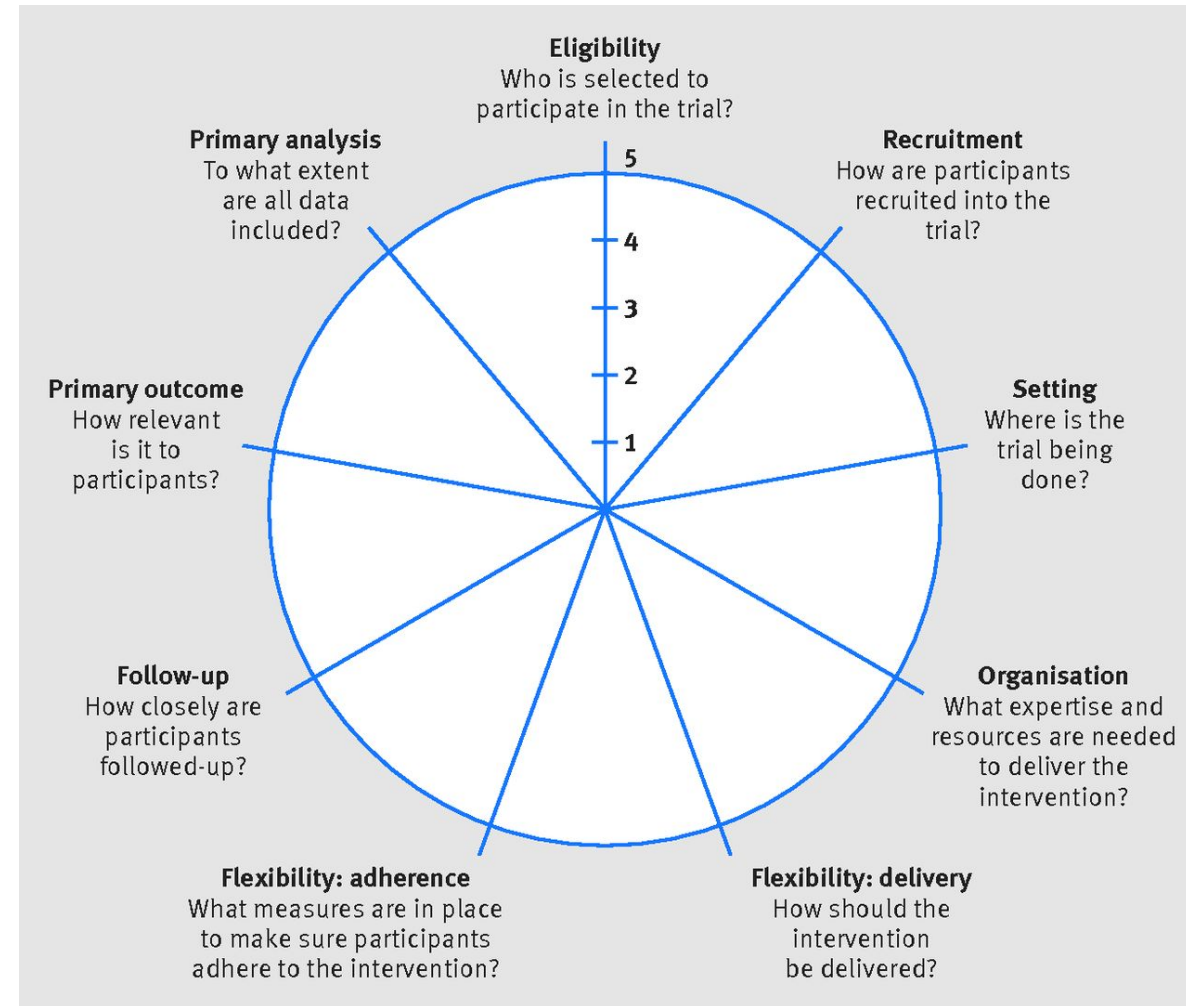 Eligibility
Who is selected to
participate in the trial?
Recruitment
How are participants
recruited into the
trial?
Setting
Where is the
trial being
done?
Organisation
What expertise and
resources are needed
to deliver the
intervention?
Flexibility: delivery
How should the
intervention
be delivered?
Flexibility: adherence
What measures are in place
to make sure participants
adhere to the intervention?
Follow-up
How closely are
participants
followed-up?
Primary outcome
How relevant
is it to
participants?
Primary analysis
To what extent
are all data
included?
5
4
3
2
1